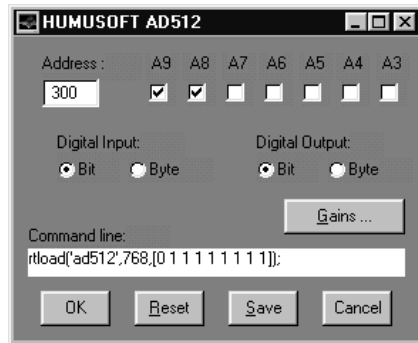 HUMUSOFT AD512
Address : A9 A8 A7 A6 A5 A4 A3
300
Digital Input: Digital Output:
Bit Byte Bit Byte
Gains ...
Command line:
rtload('ad512',768,[0 1 1 1 1 1 1 1 1 1]);
OK Reset Save Cancel